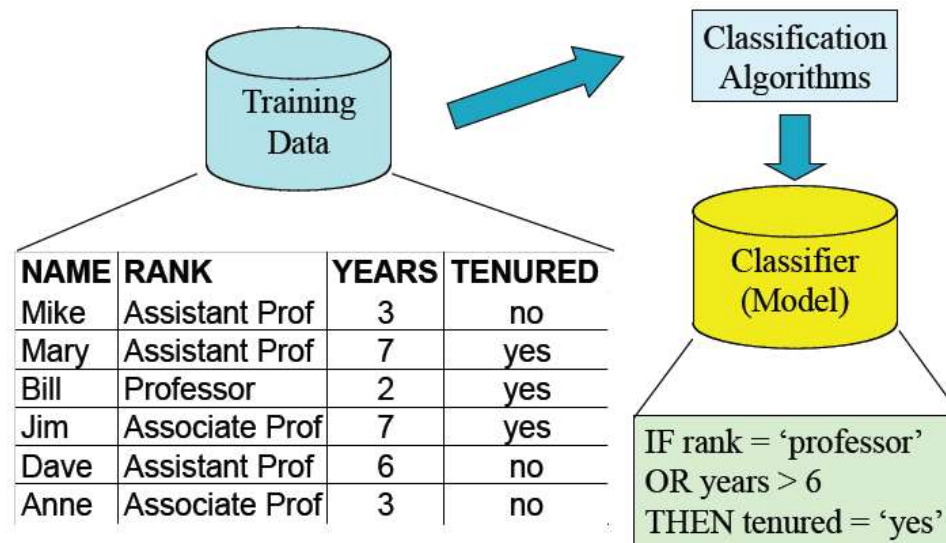 Training
Data
Classification
Algorithms
Classifier
(Model)
NAME RANK YEARS TENURED
Mike Assistant Prof 3 no
Mary Assistant Prof 7 yes
Bill Professor 2 yes
Jim Associate Prof 7 yes
Dave Assistant Prof 6 no
Anne Associate Prof 3 no
IF rank = ‘professor’
OR years > 6
THEN tenured = ‘yes’